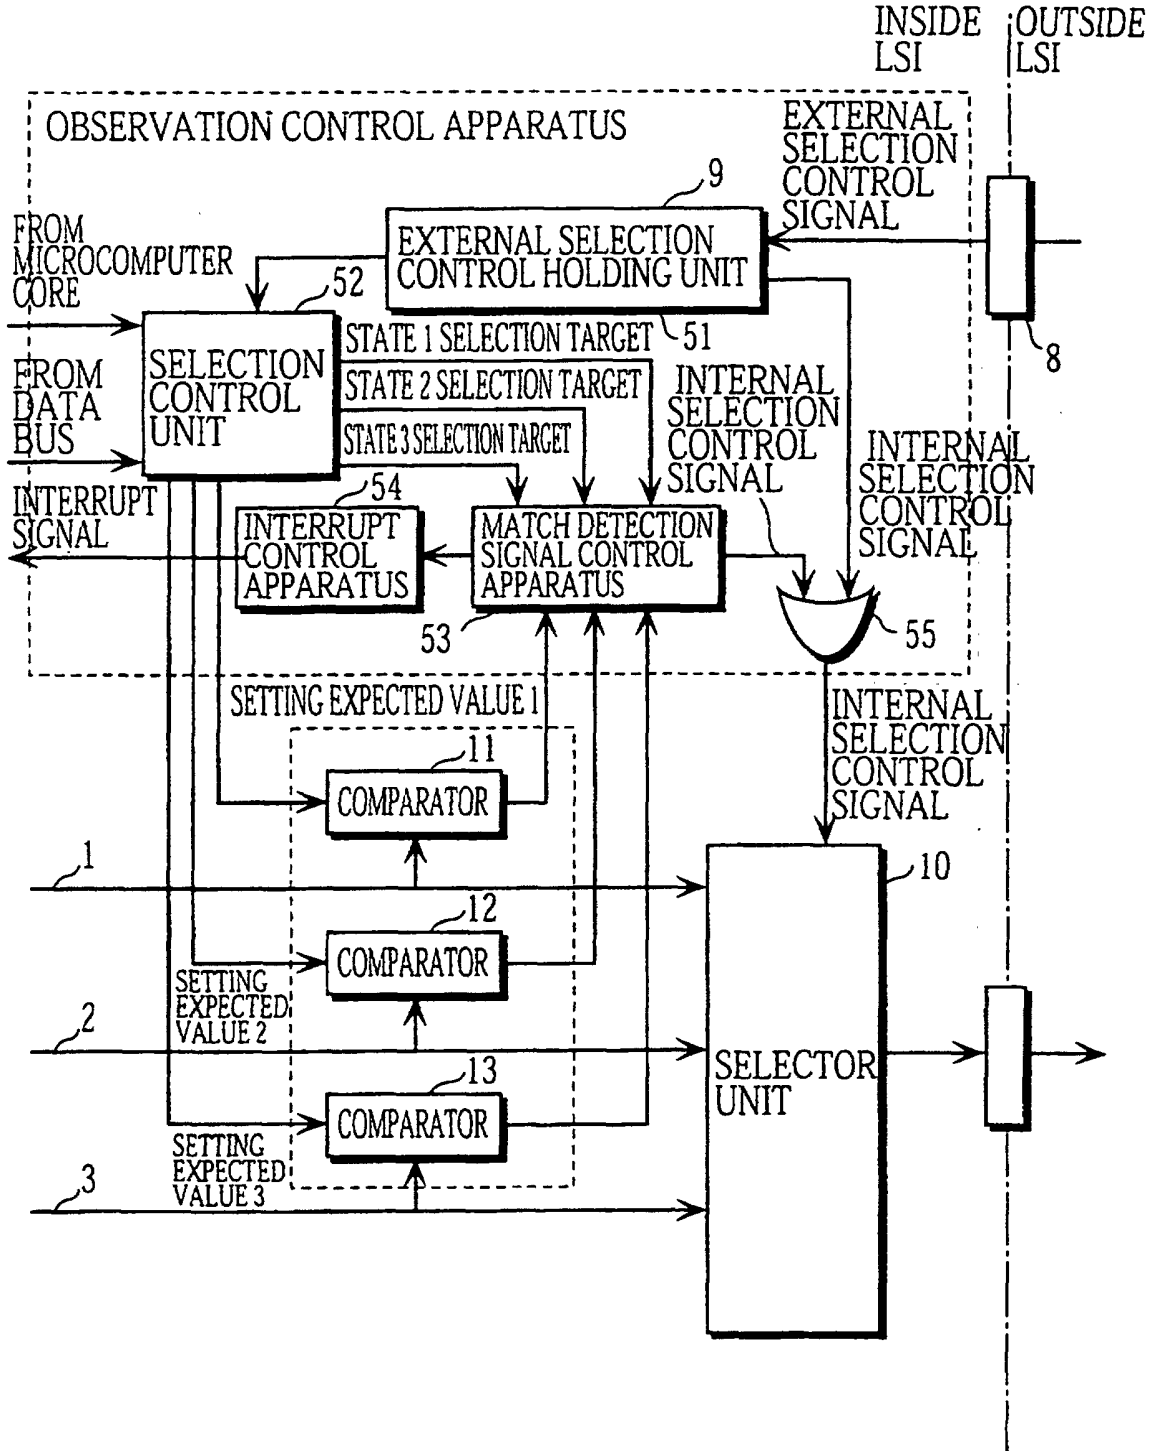 INSIDE
LSI
OUTSIDE
LSI
OBSERVATION CONTROL APPARATUS
EXTERNAL
SELECTION
CONTROL
SIGNAL
9
EXTERNAL SELECTION
CONTROL HOLDING UNIT
51
8
FROM
MICROCOMPUTER
CORE
52
SELECTION
CONTROL
UNIT
FROM
DATA
BUS
STATE 1 SELECTION TARGET
STATE 2 SELECTION TARGET
STATE 3 SELECTION TARGET
INTERNAL
SELECTION
CONTROL
SIGNAL
INTERNAL
SELECTION
CONTROL
SIGNAL
INTERRUPT
SIGNAL
54
INTERRUPT
CONTROL
APPARATUS
MATCH DETECTION
SIGNAL CONTROL
APPARATUS
53
55
SETTING EXPECTED VALUE 1
INTERNAL
SELECTION
CONTROL
SIGNAL
11
COMPARATOR
1
10
12
COMPARATOR
SETTING
EXPECTED
VALUE 2
2
SELECTOR
UNIT
13
COMPARATOR
SETTING
EXPECTED
VALUE 3
3